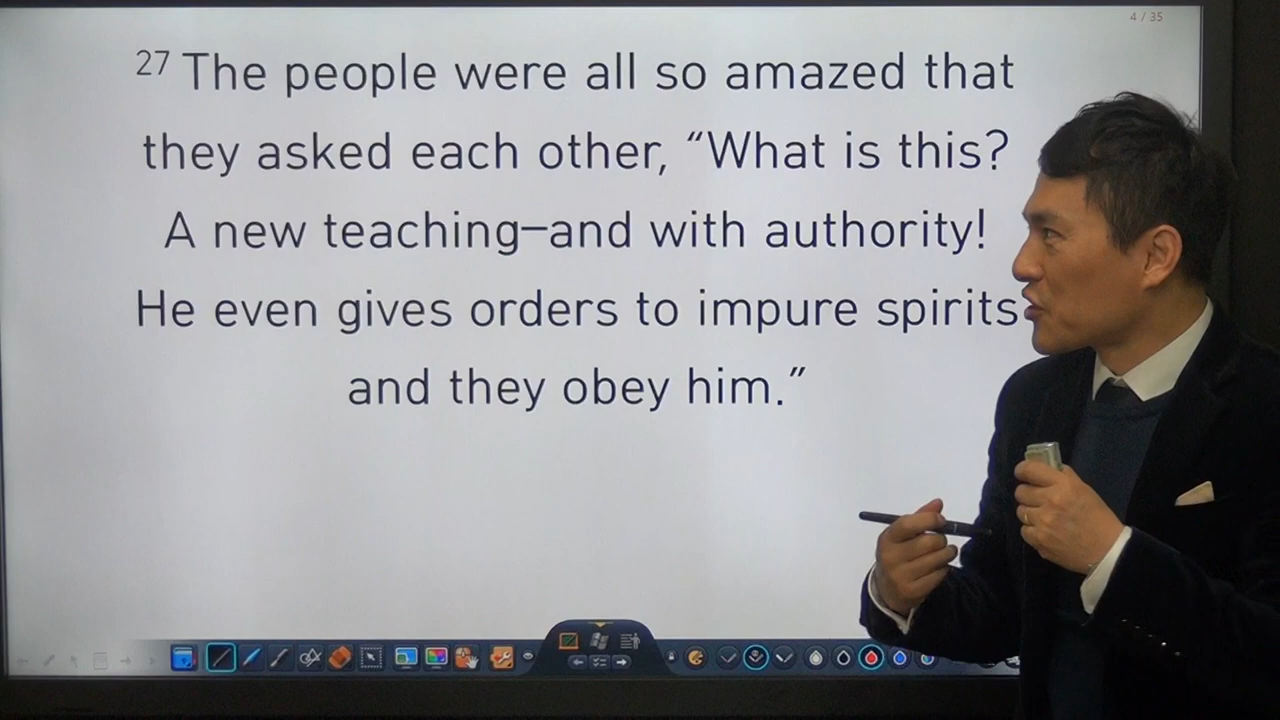 4 / 35
27 The people were all so amazed that
they asked each other, “What is this?
A new teaching—and with authority!
He even gives orders to impure spirits
and they obey him.”